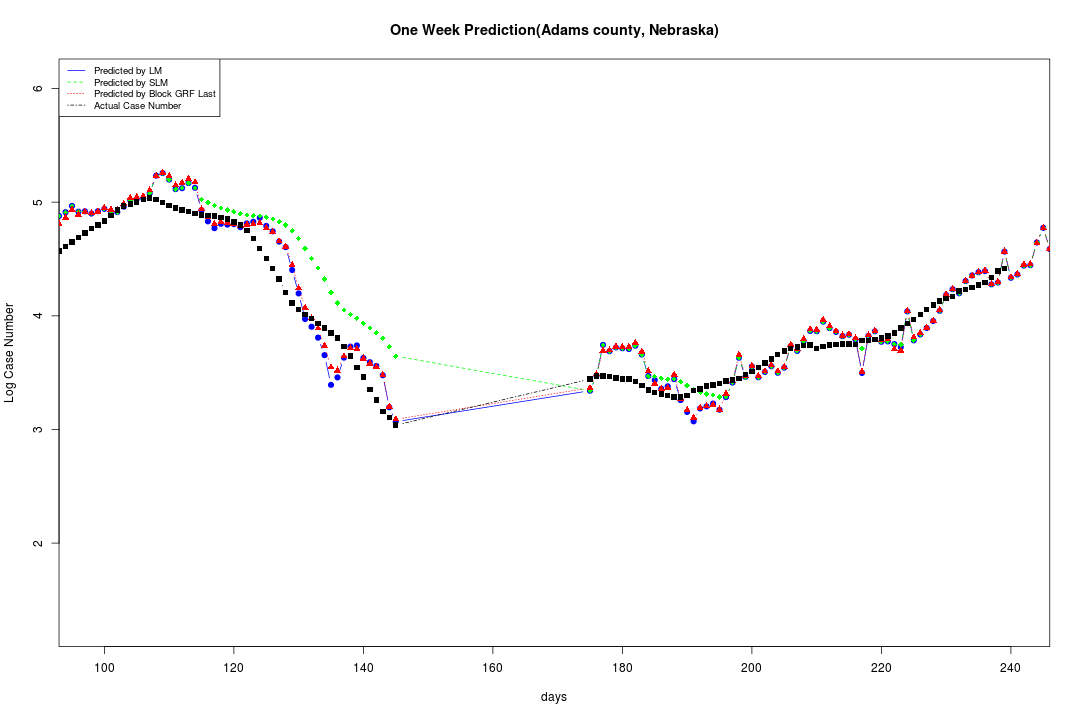 One Week Prediction(Adams county, Nebraska)
Predicted by LM
Predicted by SLM
Predicted by Block GRF Last
Actual Case Number
6
5
4
3
2
Log Case Number
100 120 140 160 180 200 220 240
days